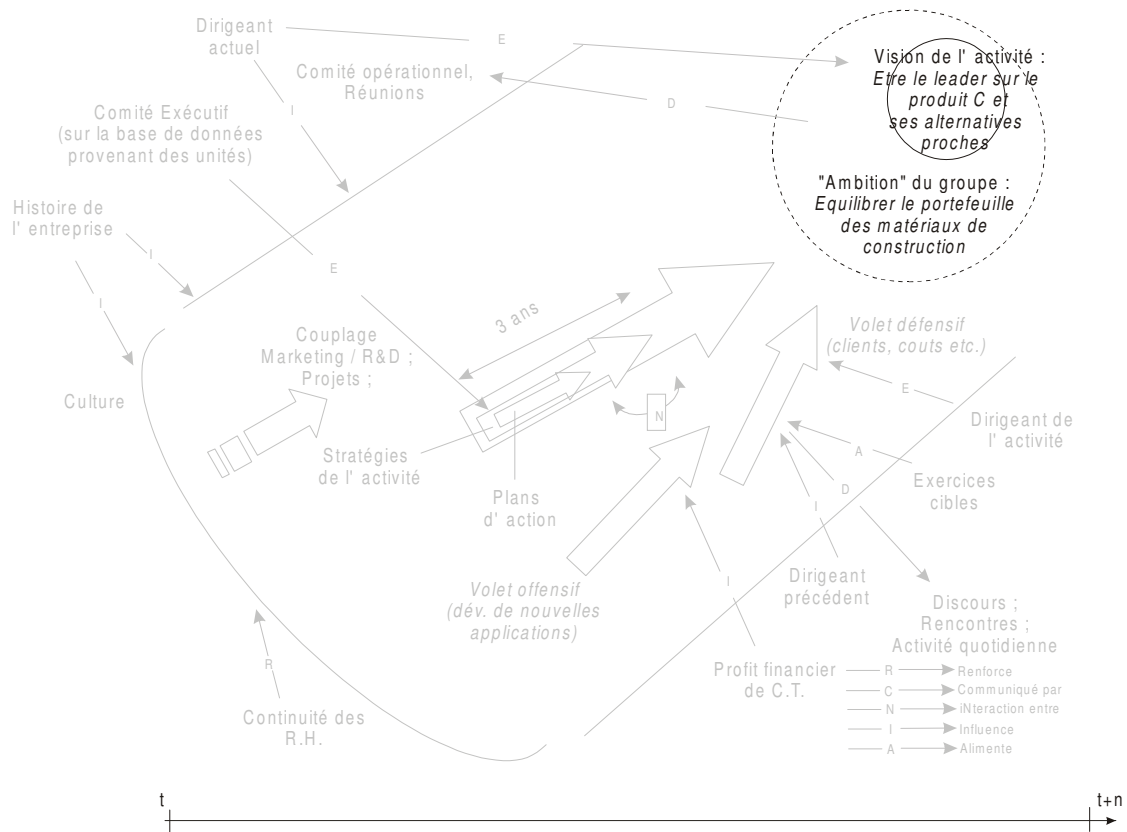 Dirigeant
actuel
E
Vision de l' activité :
Etre le leader sur le
produit C et
ses alternatives
proches
Comité opérationnel,
Réunions
D
I
Comité Exécutif
(sur la base de données
provenant des unités)
"Ambition" du groupe :
Equilibrer le portefeuille
des matériaux de
construction
Histoire de
l' entreprise
I
I
E
3 ans
Couplage
Marketing / R&D ;
Projets ;
Volet défensif
(clients, couts etc.)
E
Culture
N
Dirigeant de
l' activité
Stratégies
de l' activité
A
Exercices
cibles
D
Plans
d' action
I
Volet offensif
(dév. de nouvelles
applications)
I
Dirigeant
précédent
Discours ;
Rencontres ;
Activité quotidienne
R
Profit financier
de C.T.
Continuité des
R.H.
R Renforce
C Communiqué par
N iNteraction entre
I Influence
A Alimente
t
t+n